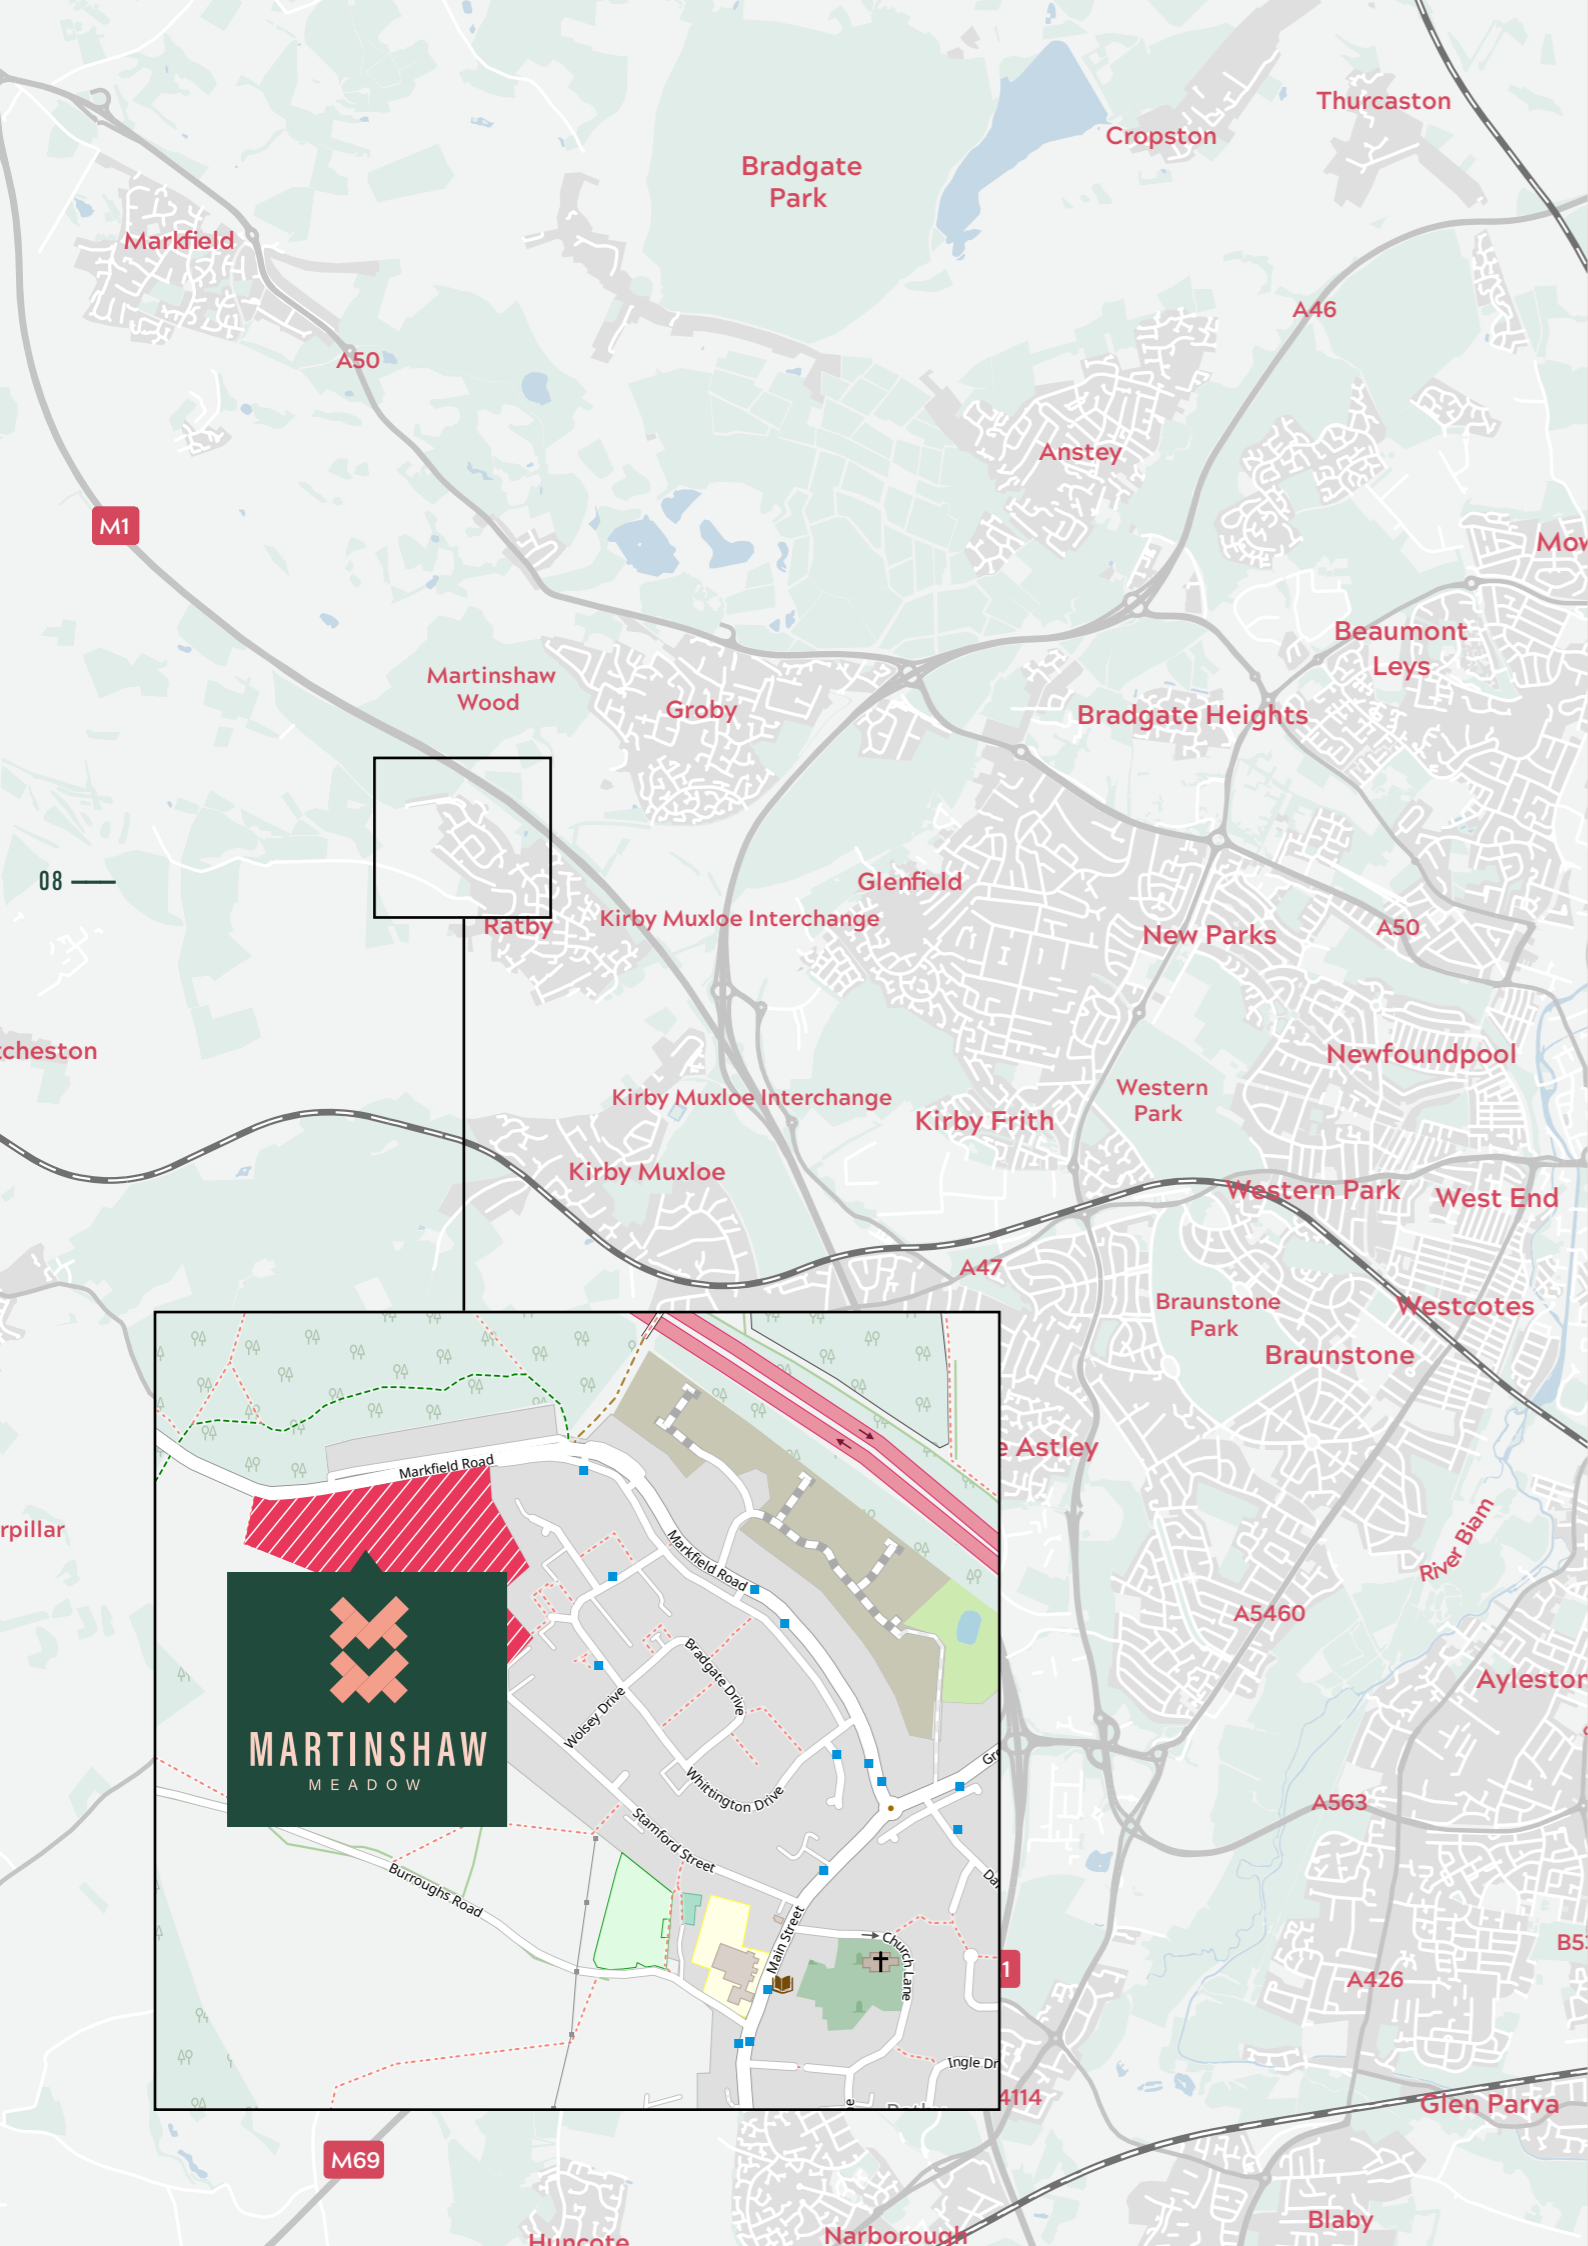 Thurcaston
Cropston
Bradgate
Park
Markfield
A46
A50
Anstey
M1
Beaumont
Leys
Martinshaw
Wood
Groby
Bradgate Heights
08
Glenfield
Ratby
Kirby Muxloe Interchange
New Parks
A50
cheston
Newfoundpool
Kirby Muxloe Interchange
Western
Park
Kirby Frith
Kirby Muxloe
Western Park
West End
A47
Braunstone
Park
Westcotes
Braunstone
e Astley
Markfield Road
rpillar
River Biam
Markfield Road
A5460
Bradgate Drive
Wolsey Drive
MARTINSHAW
MEADOW
Whittington Drive
Stamford Street
Aylestor
A563
Burroughs Road
Main Street
Church Lane
1
A426
Ingle Dr
4114
Glen Parva
M69
Blaby
Narborough
Huncote